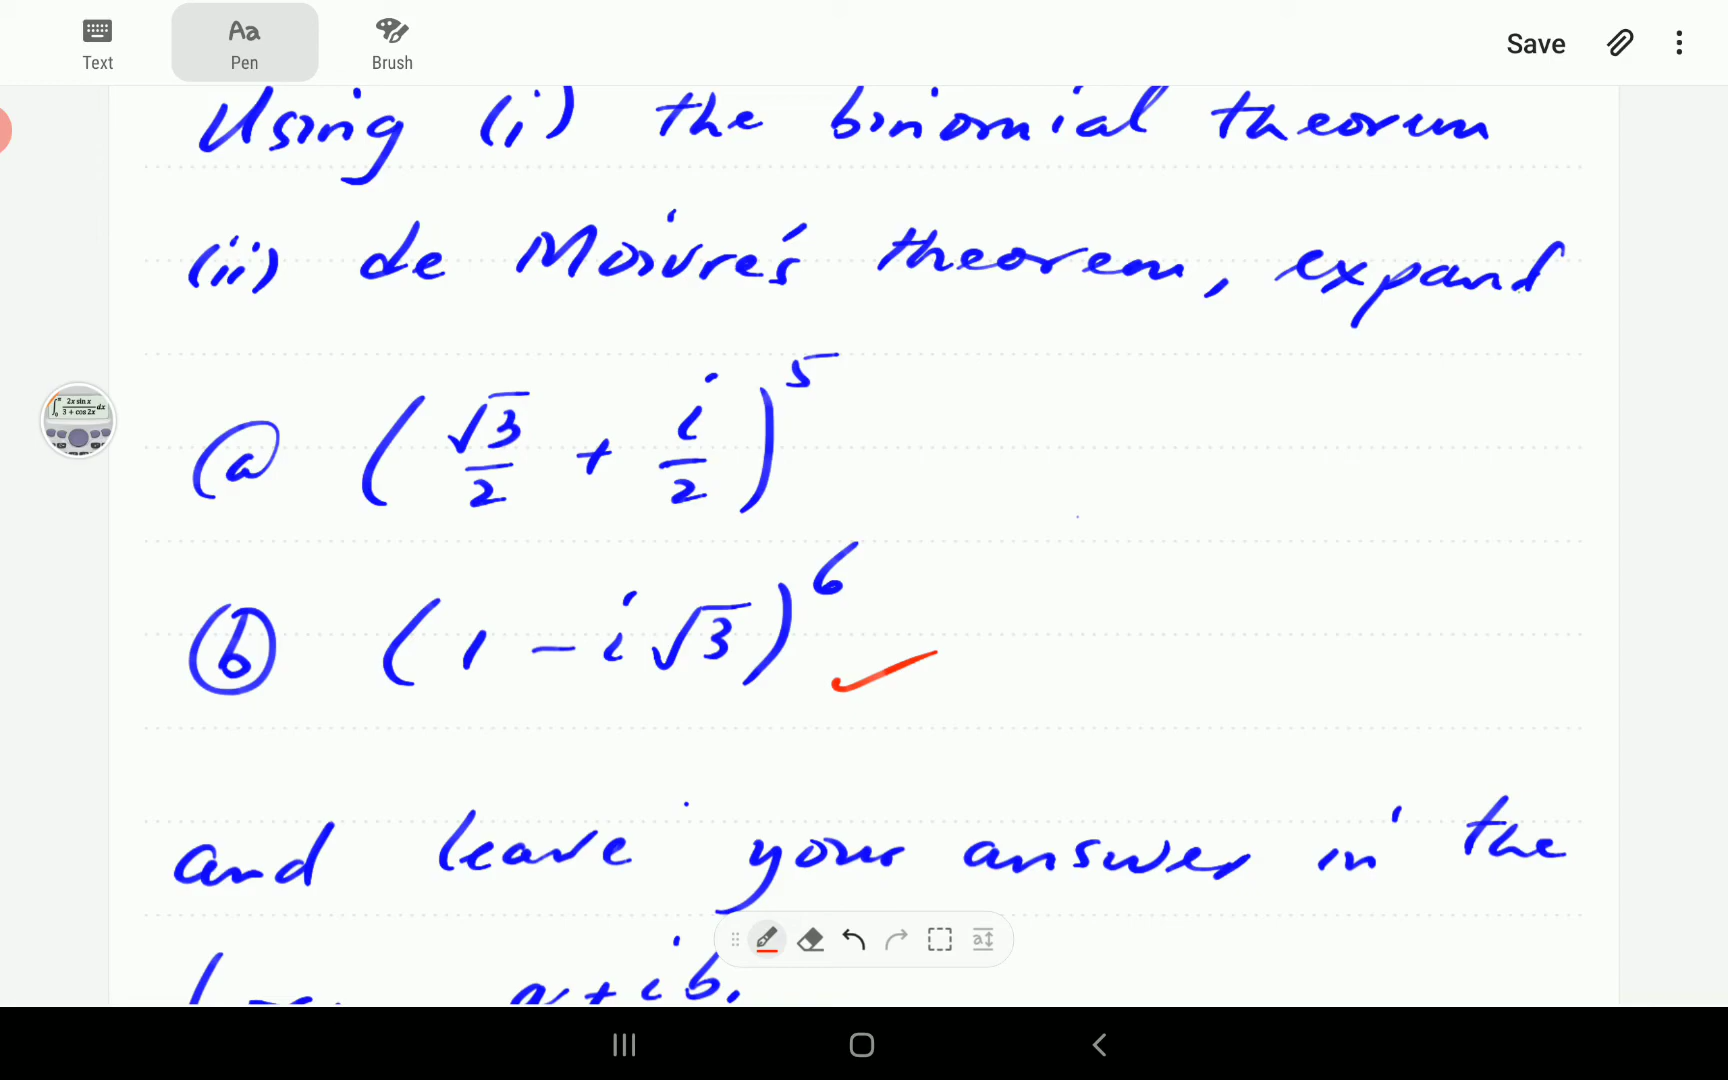 Text
Aa
Pen
Brush
Save
Using (i) the binomial theorem
(ii) de Moivre's theorem, expand
(a) (√3/2 + i/2)^5
(b) (1 - i√3)^6
and leave your answer in the
a+ib.